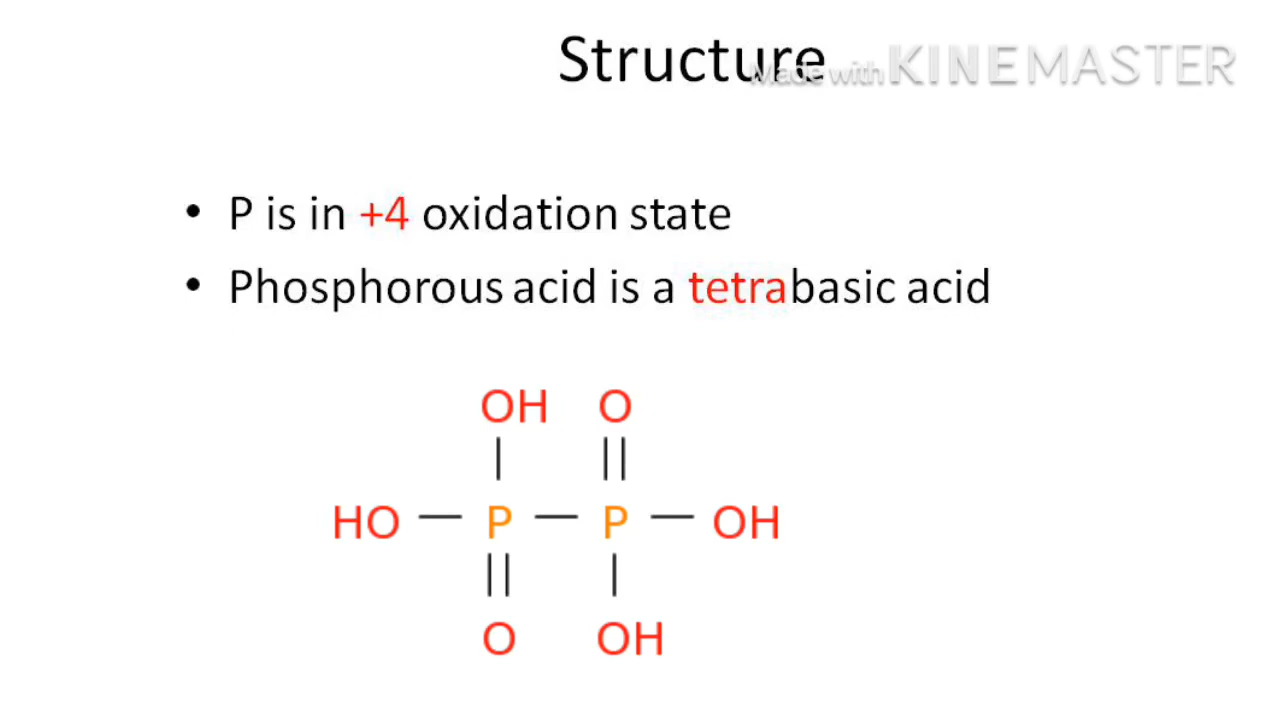 Structure
Made with KINEMASTER
• P is in +4 oxidation state
• Phosphorous acid is a tetrabasic acid
OH O
HO — P — P — OH
O OH